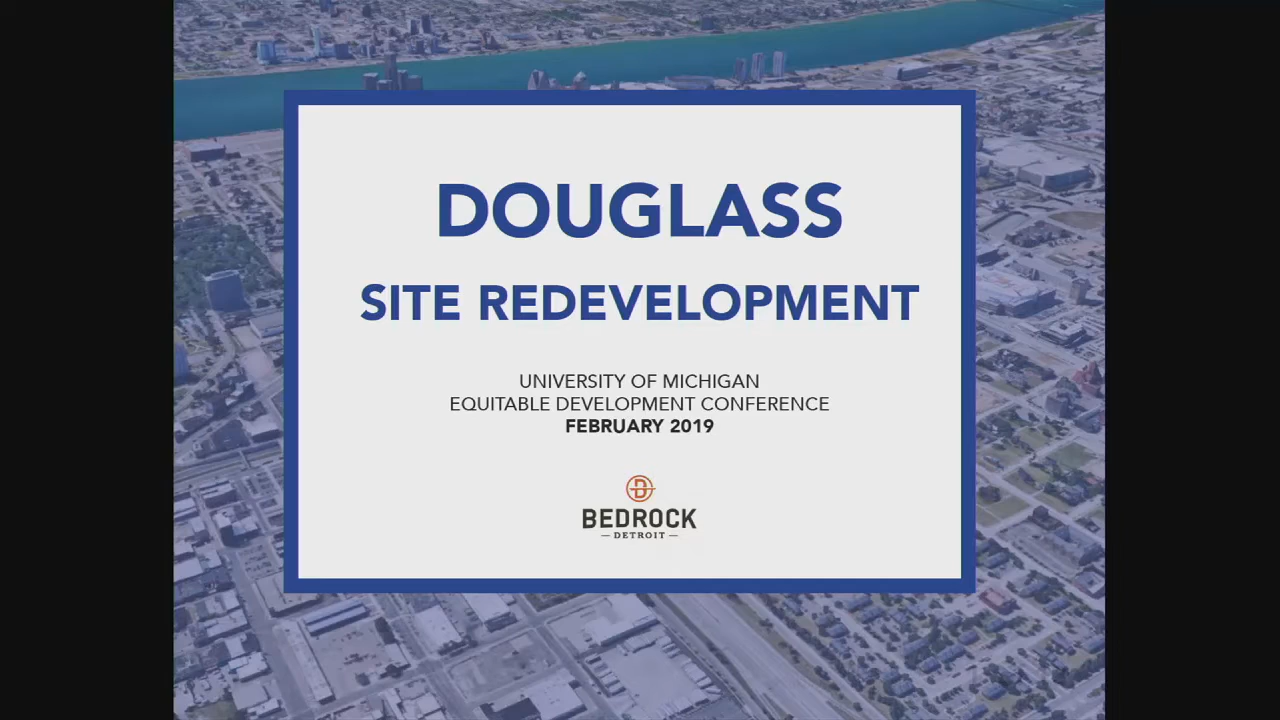 DOUGLASS
SITE REDEVELOPMENT
UNIVERSITY OF MICHIGAN
EQUITABLE DEVELOPMENT CONFERENCE
FEBRUARY 2019
BEDROCK
DETROIT